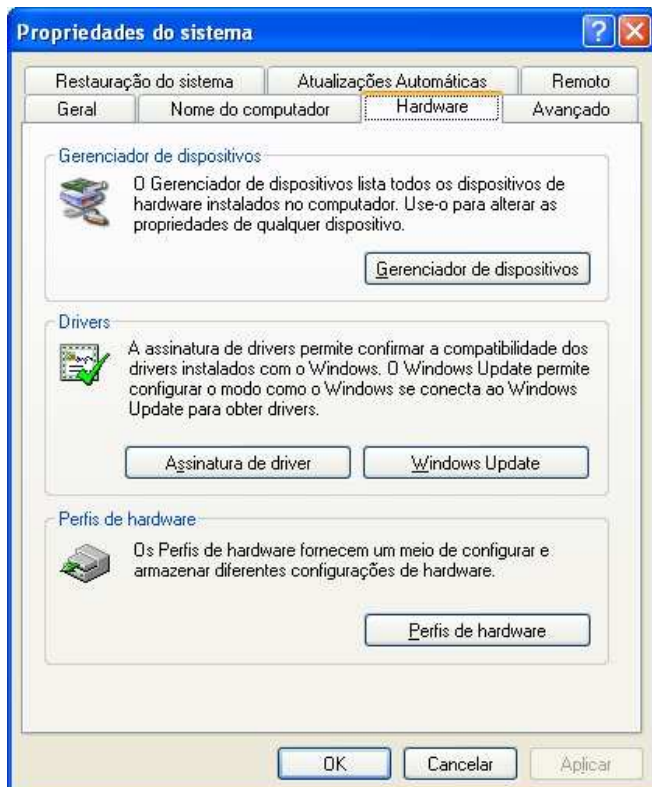 Propriedades do sistema
Restauração do sistema
Atualizações Automáticas
Remoto
Geral
Nome do computador
Hardware
Avançado
Gerenciador de dispositivos
O Gerenciador de dispositivos lista todos os dispositivos de
hardware instalados no computador. Use-o para alterar as
propriedades de qualquer dispositivo.
Gerenciador de dispositivos
Drivers
A assinatura de drivers permite confirmar a compatibilidade dos
drivers instalados com o Windows. O Windows Update permite
configurar o modo como o Windows se conecta ao Windows
Update para obter drivers.
Assinatura de driver
Windows Update
Perfis de hardware
Os Perfis de hardware fornecem um meio de configurar e
armazenar diferentes configurações de hardware.
Perfis de hardware
OK
Cancelar
Aplicar